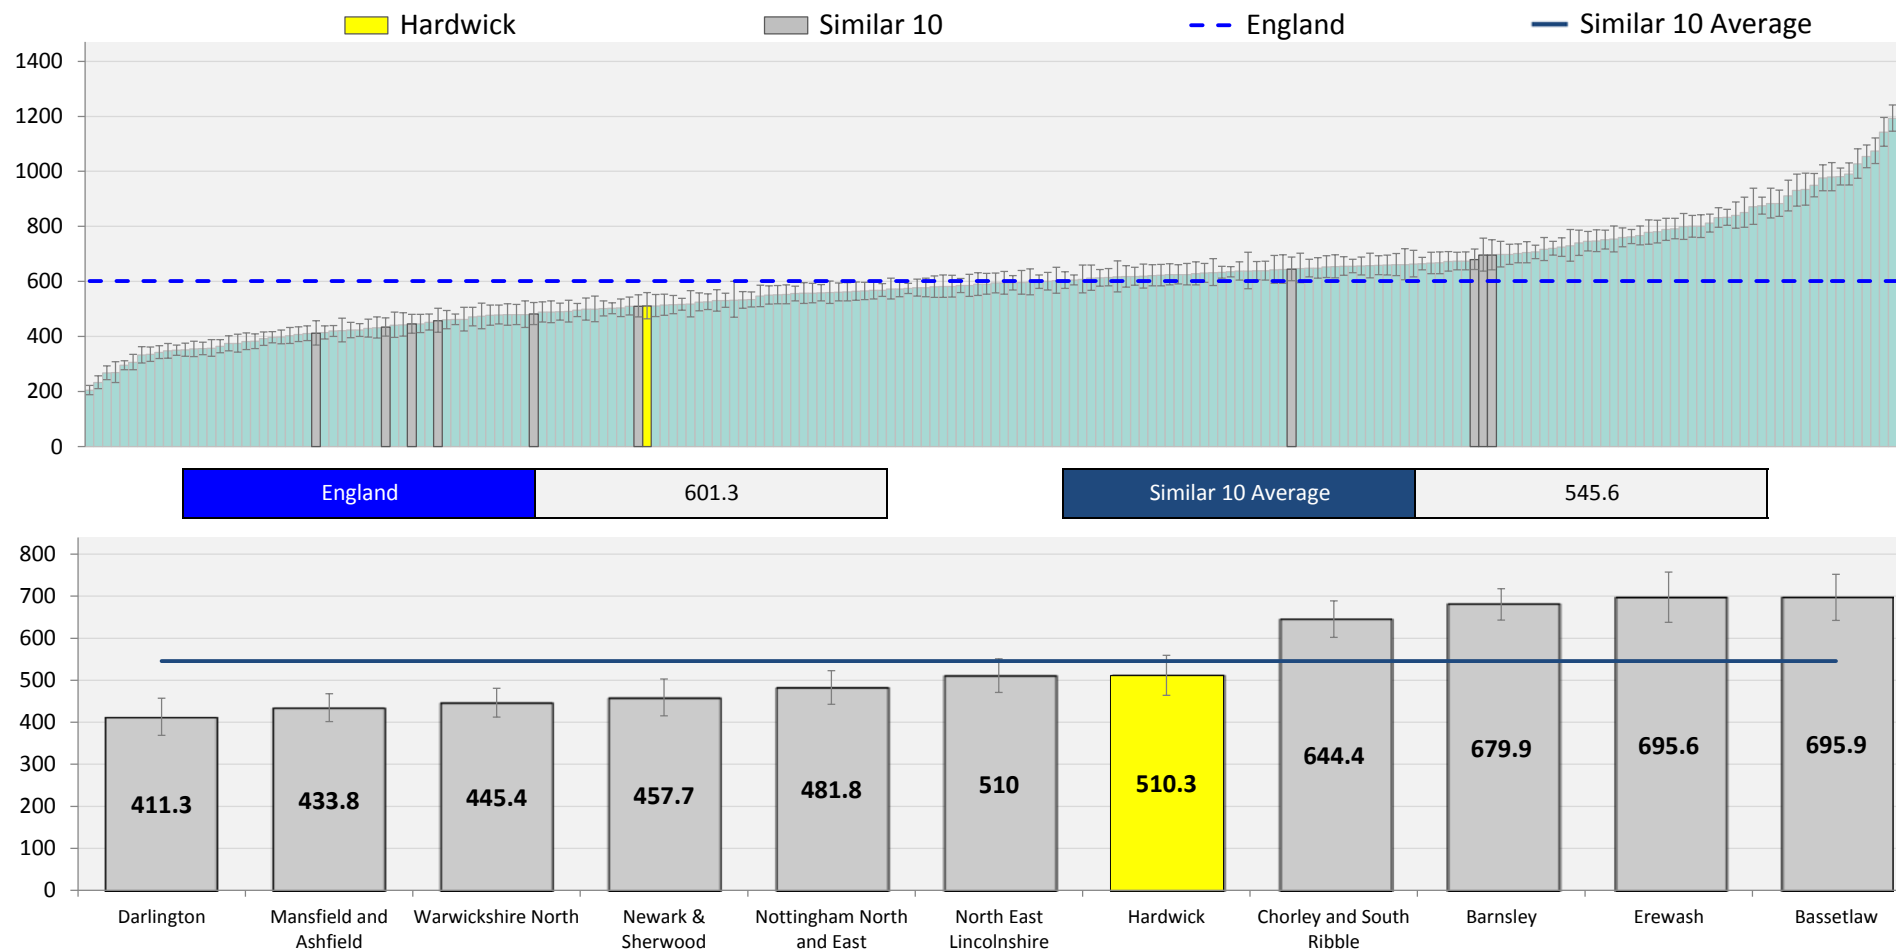 Hardwick
Similar 10
England
Similar 10 Average
1400
1200
1000
800
600
400
200
0
England 601.3
Similar 10 Average 545.6
800
700
600
500
400
300
200
100
0
411.3
433.8
445.4
457.7
481.8
510
510.3
644.4
679.9
695.6
695.9
Darlington
Mansfield and
Ashfield
Warwickshire North
Newark &
Sherwood
Nottingham North
and East
North East
Lincolnshire
Hardwick
Chorley and South
Ribble
Barnsley
Erewash
Bassetlaw